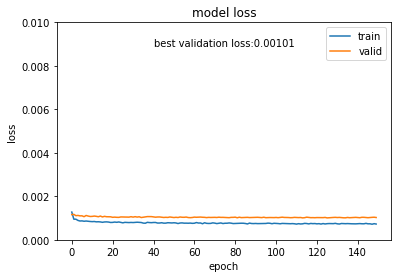 model loss
0.010
0.008
0.006
0.004
0.002
0.000
loss
best validation loss:0.00101
train
valid
0 20 40 60 80 100 120 140
epoch